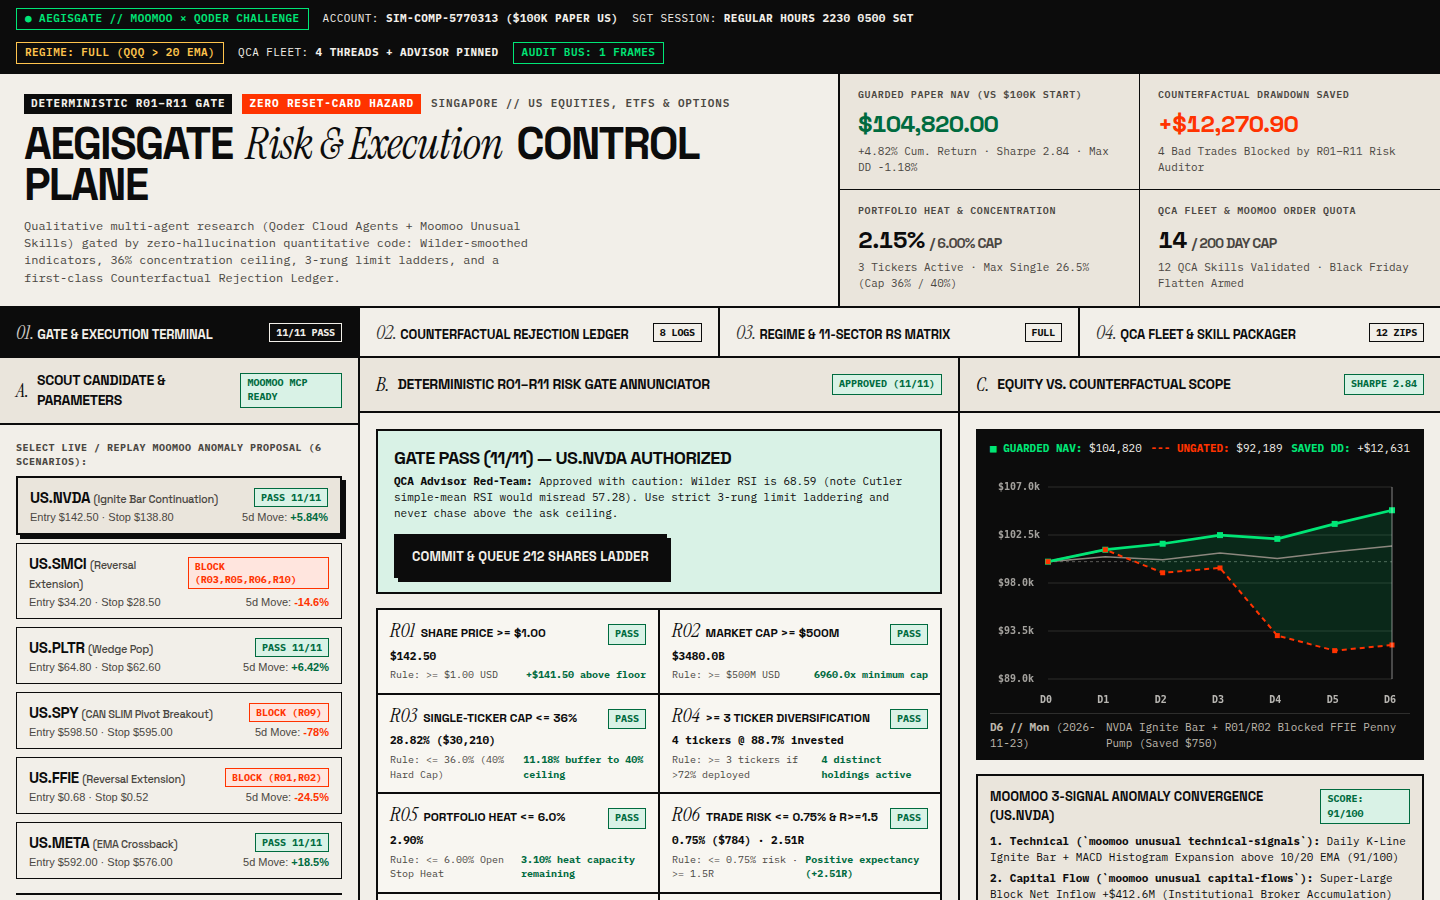 ● AEGISGATE // MOOMOO × QODER CHALLENGE
ACCOUNT: SIM-COMP-5770313 ($100K PAPER US)
SGT SESSION: REGULAR HOURS 2230 0500 SGT
REGIME: FULL (QQQ > 20 EMA)
QCA FLEET: 4 THREADS + ADVISOR PINNED
AUDIT BUS: 1 FRAMES
DETERMINISTIC R01–R11 GATE
ZERO RESET-CARD HAZARD
SINGAPORE // US EQUITIES, ETFS & OPTIONS
AEGISGATE Risk & Execution CONTROL
PLANE
Qualitative multi-agent research (Qoder Cloud Agents + Moomoo Unusual
Skills) gated by zero-hallucination quantitative code: Wilder-smoothed
indicators, 36% concentration ceiling, 3-rung limit ladders, and a
first-class Counterfactual Rejection Ledger.
GUARDED PAPER NAV (VS $100K START)
$104,820.00
+4.82% Cum. Return · Sharpe 2.84 · Max
DD -1.18%
COUNTERFACTUAL DRAWDOWN SAVED
+$12,270.90
4 Bad Trades Blocked by R01–R11 Risk
Auditor
PORTFOLIO HEAT & CONCENTRATION
2.15% / 6.00% CAP
3 Tickers Active · Max Single 26.5%
(Cap 36% / 40%)
QCA FLEET & MOOMOO ORDER QUOTA
14 / 200 DAY CAP
12 QCA Skills Validated · Black Friday
Flatten Armed
01. GATE & EXECUTION TERMINAL
11/11 PASS
02. COUNTERFACTUAL REJECTION LEDGER
8 LOGS
03. REGIME & 11-SECTOR RS MATRIX
FULL
04. QCA FLEET & SKILL PACKAGER
12 ZIPS
A. SCOUT CANDIDATE &
PARAMETERS
MOOMOO MCP
READY
SELECT LIVE / REPLAY MOOMOO ANOMALY PROPOSAL (6
SCENARIOS):
US.NVDA (Ignite Bar Continuation)
PASS 11/11
Entry $142.50 · Stop $138.80
5d Move: +5.84%
US.SMCI (Reversal
Extension)
BLOCK
(R03,R05,R06,R10)
Entry $34.20 · Stop $28.50
5d Move: -14.6%
US.PLTR (Wedge Pop)
PASS 11/11
Entry $64.80 · Stop $62.60
5d Move: +6.42%
US.SPY (CAN SLIM Pivot Breakout)
BLOCK (R09)
Entry $598.50 · Stop $595.00
5d Move: -78%
US.FFIE (Reversal Extension)
BLOCK (R01,R02)
Entry $0.68 · Stop $0.52
5d Move: -24.5%
US.META (EMA Crossback)
PASS 11/11
Entry $592.00 · Stop $576.00
5d Move: +18.5%
B. DETERMINISTIC R01–R11 RISK GATE ANNUNCIATOR
APPROVED (11/11)
GATE PASS (11/11) — US.NVDA AUTHORIZED
QCA Advisor Red-Team: Approved with caution: Wilder RSI is 68.59 (note Cutler
simple-mean RSI would misread 57.28). Use strict 3-rung limit laddering and
never chase above the ask ceiling.
COMMIT & QUEUE 212 SHARES LADDER
R01 SHARE PRICE >= $1.00
PASS
$142.50
Rule: >= $1.00 USD
+$141.50 above floor
R02 MARKET CAP >= $500M
PASS
$3480.0B
Rule: >= $500M USD
6960.0x minimum cap
R03 SINGLE-TICKER CAP <= 36%
PASS
28.82% ($30,210)
Rule: <= 36.0% (40%
Hard Cap)
11.18% buffer to 40%
ceiling
R04 >= 3 TICKER DIVERSIFICATION
PASS
4 tickers @ 88.7% invested
Rule: >= 3 tickers if
>72% deployed
4 distinct
holdings active
R05 PORTFOLIO HEAT <= 6.0%
PASS
2.90%
Rule: <= 6.00% Open
Stop Heat
3.10% heat capacity
remaining
R06 TRADE RISK <= 0.75% & R>=1.5
PASS
0.75% ($784) · 2.51R
Rule: <= 0.75% risk ·
>= 1.5R
Positive expectancy
(+2.51R)
C. EQUITY VS. COUNTERFACTUAL SCOPE
SHARPE 2.84
■ GUARDED NAV: $104,820
--- UNGATED: $92,189
SAVED DD: +$12,631
$107.0k
$102.5k
$98.0k
$93.5k
$89.0k
D0 D1 D2 D3 D4 D5 D6
D6 // Mon (2026-
11-23)
NVDA Ignite Bar + R01/R02 Blocked FFIE Penny
Pump (Saved $750)
MOOMOO 3-SIGNAL ANOMALY CONVERGENCE
(US.NVDA)
SCORE:
91/100
1. Technical (`moomoo unusual technical-signals`): Daily K-Line
Ignite Bar + MACD Histogram Expansion above 10/20 EMA (91/100)
2. Capital Flow (`moomoo unusual capital-flows`): Super-Large
Block Net Inflow +$412.6M (Institutional Broker Accumulation)